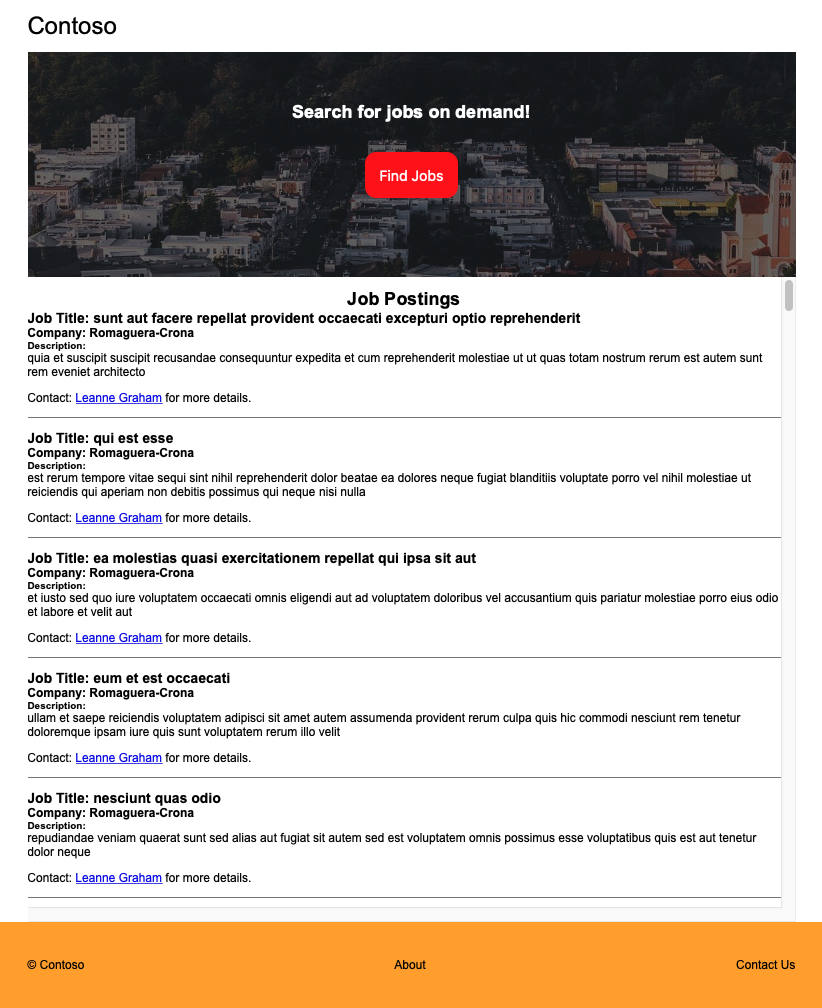 Contoso
Search for jobs on demand!
Find Jobs
Job Postings
Job Title: sunt aut facere repellat provident occaecati excepturi optio reprehenderit
Company: Romaguera-Crona
Description:
quia et suscipit suscipit recusandae consequuntur expedita et cum reprehenderit molestiae ut ut quas totam nostrum rerum est autem sunt
rem eveniet architecto
Contact: Leanne Graham for more details.
Job Title: qui est esse
Company: Romaguera-Crona
Description:
est rerum tempore vitae sequi sint nihil reprehenderit dolor beatae ea dolores neque fugiat blanditiis voluptate porro vel nihil molestiae ut
reiciendis qui aperiam non debitis possimus qui neque nisi nulla
Contact: Leanne Graham for more details.
Job Title: ea molestias quasi exercitationem repellat qui ipsa sit aut
Company: Romaguera-Crona
Description:
et iusto sed quo iure voluptatem occaecati omnis eligendi aut ad voluptatem doloribus vel accusantium quis pariatur molestiae porro eius odio
et labore et velit aut
Contact: Leanne Graham for more details.
Job Title: eum et est occaecati
Company: Romaguera-Crona
Description:
ullam et saepe reiciendis voluptatem adipisci sit amet autem assumenda provident rerum culpa quis hic commodi nesciunt rem tenetur
doloremque ipsam iure quis sunt voluptatem rerum illo velit
Contact: Leanne Graham for more details.
Job Title: nesciunt quas odio
Company: Romaguera-Crona
Description:
repudiandae veniam quaerat sunt sed alias aut fugiat sit autem sed est voluptatem omnis possimus esse voluptatibus quis est aut tenetur
dolor neque
Contact: Leanne Graham for more details.
© Contoso
About
Contact Us